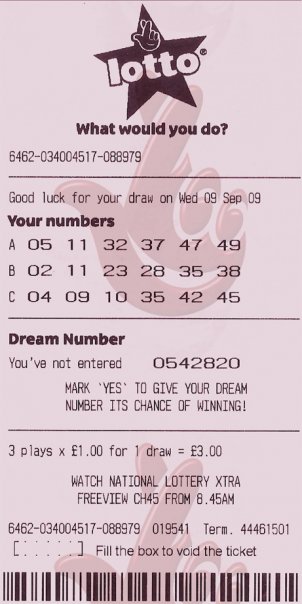 lotto®
What would you do?
6462-034004517-088979
Good luck for your draw on Wed 09 Sep 09
Your numbers
A 05 11 32 37 47 49
B 02 11 23 28 35 38
C 04 09 10 35 42 45
Dream Number
You've not entered 0542820
MARK `YES` TO GIVE YOUR DREAM
NUMBER ITS CHANCE OF WINNING!
3 plays x £1.00 for 1 draw = £3.00
WATCH NATIONAL LOTTERY XTRA
FREEVIEW CH45 FROM 8.45AM
6462-034004517-088979 019541 Term. 44461501
[. . . . .] Fill the box to void the ticket